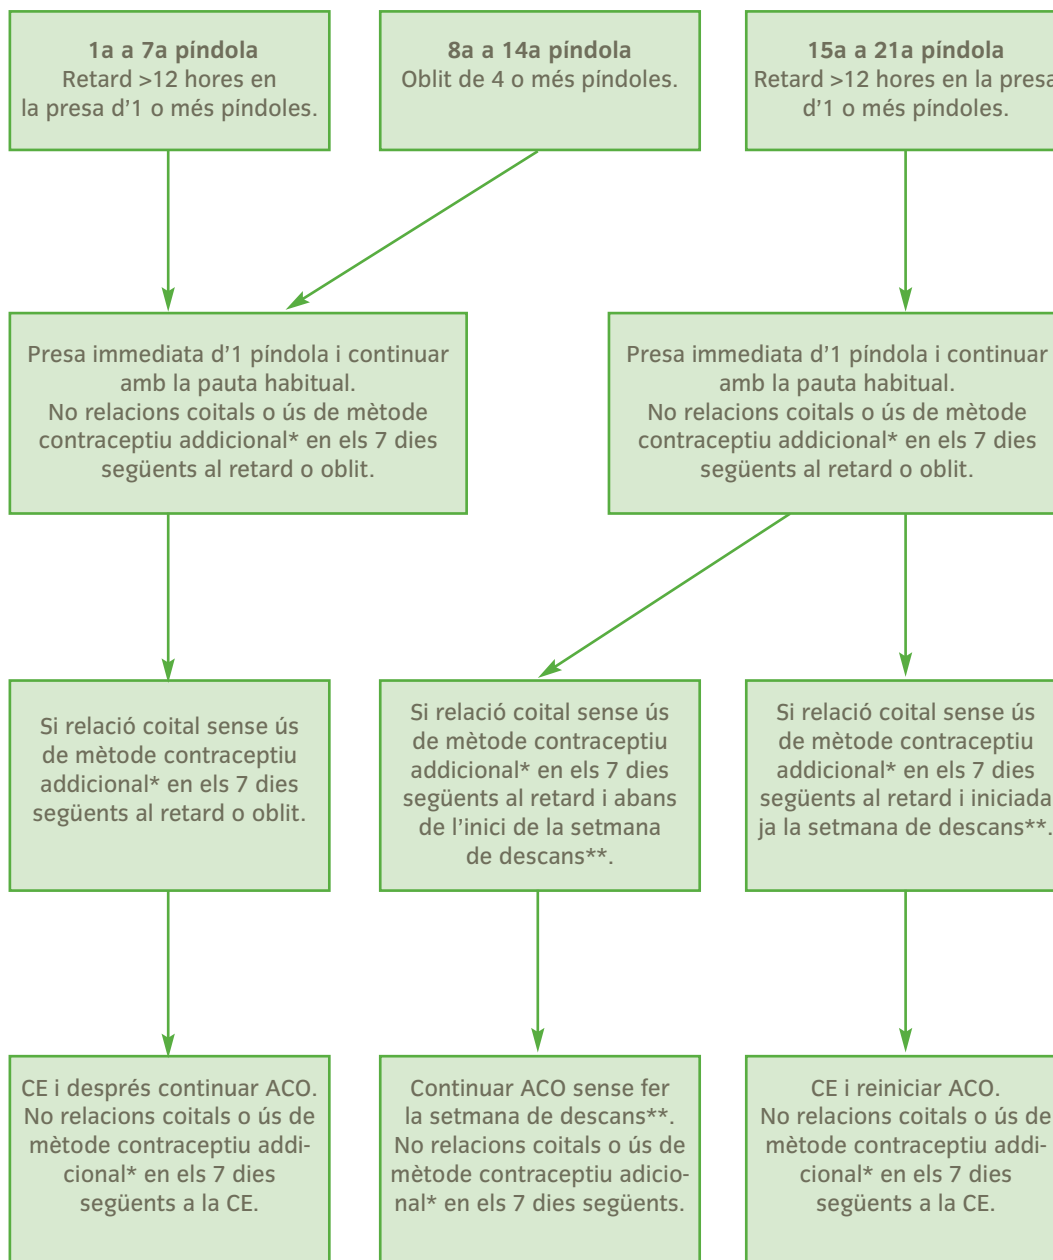 1a a 7a píndola
Retard >12 hores en
la presa d'1 o més píndoles.
8a a 14a píndola
Oblit de 4 o més píndoles.
15a a 21a píndola
Retard >12 hores en la presa
d'1 o més píndoles.
Presa immediata d'1 píndola i continuar
amb la pauta habitual.
No relacions coitals o ús de mètode
contraceptiu addicional* en els 7 dies
següents al retard o oblit.
Presa immediata d'1 píndola i continuar
amb la pauta habitual.
No relacions coitals o ús de mètode
contraceptiu addicional* en els 7 dies
següents al retard o oblit.
Si relació coital sense ús
de mètode contraceptiu
addicional* en els 7 dies
següents al retard o oblit.
Si relació coital sense ús
de mètode contraceptiu
addicional* en els 7 dies
següents al retard i abans
de l'inici de la setmana
de descans**.
Si relació coital sense ús
de mètode contraceptiu
addicional* en els 7 dies
següents al retard i iniciada
ja la setmana de descans**.
CE i després continuar ACO.
No relacions coitals o ús de
mètode contraceptiu addi-
cional* en els 7 dies
següents a la CE.
Continuar ACO sense fer
la setmana de descans**.
No relacions coitals o ús de
mètode contraceptiu adicio-
nal* en els 7 dies següents.
CE i reiniciar ACO.
No relacions coitals o ús de
mètode contraceptiu addi-
cional* en els 7 dies
següents a la CE.